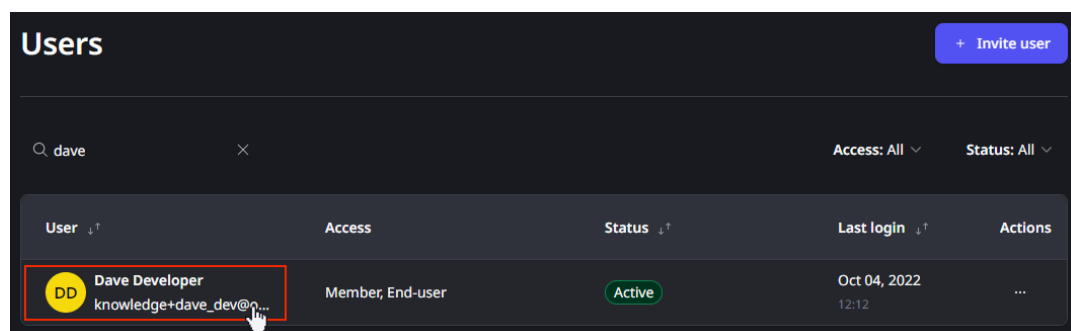 Users
+ Invite user
dave
Access: All
Status: All
User Access Status Last login Actions
DD Dave Developer Member, End-user Active Oct 04, 2022 ...
knowledge+dave_dev@o... 12:12